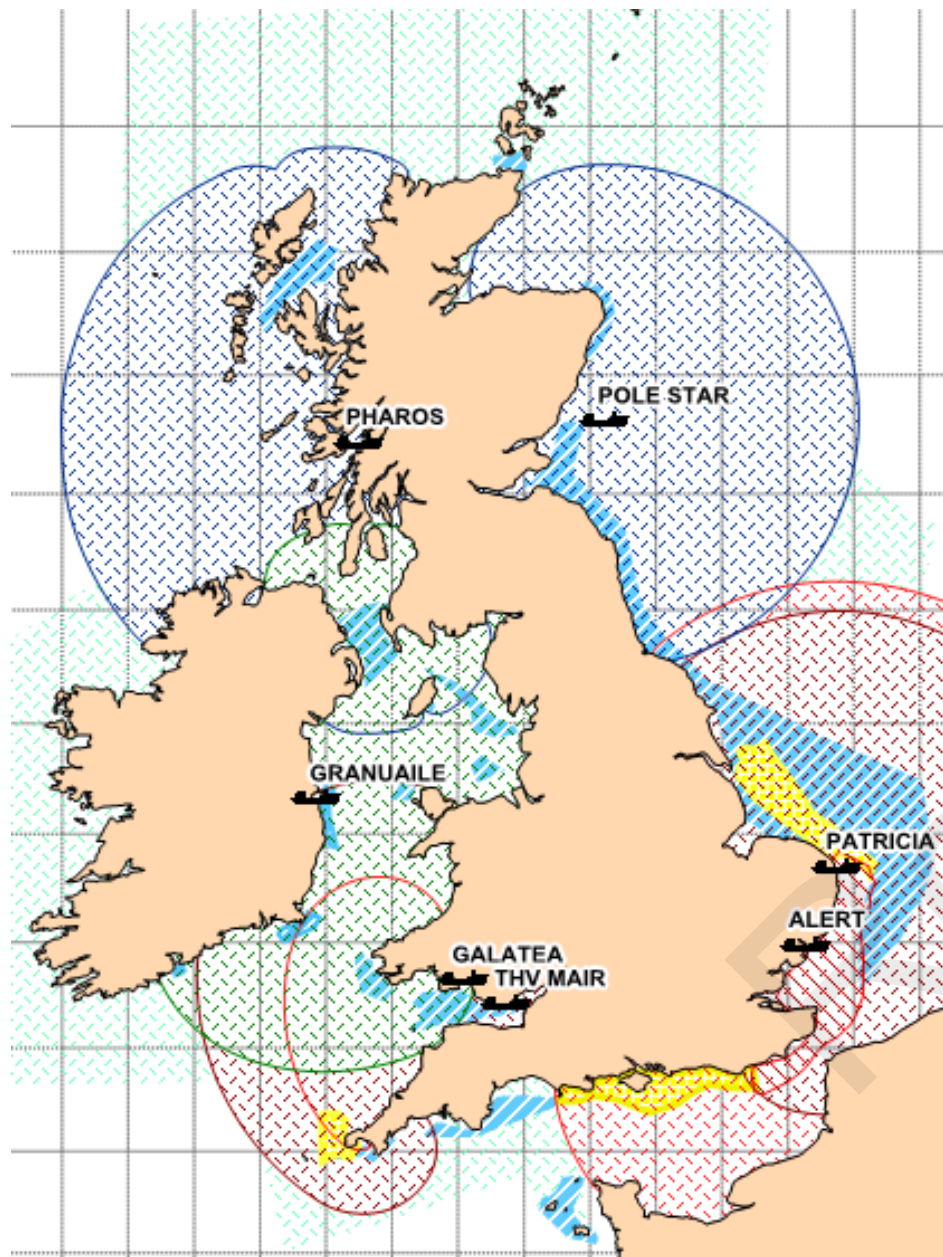 POLE STAR
PHAROS
GRANUAILE
PATRICIA
ALERT
GALATEA
THV MAIR